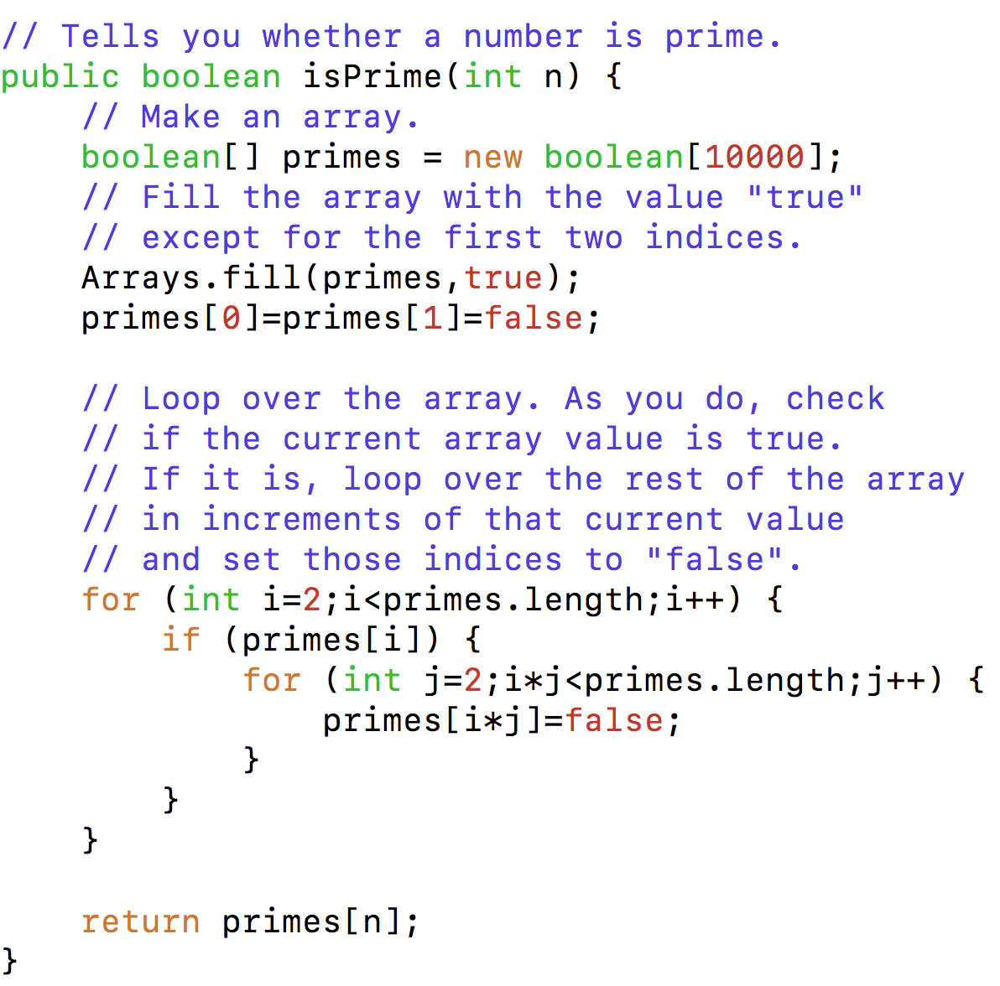 // Tells you whether a number is prime.
public boolean isPrime(int n) {
    // Make an array.
    boolean[] primes = new boolean[10000];
    // Fill the array with the value "true"
    // except for the first two indices.
    Arrays.fill(primes,true);
    primes[0]=primes[1]=false;

    // Loop over the array. As you do, check
    // if the current array value is true.
    // If it is, loop over the rest of the array
    // in increments of that current value
    // and set those indices to "false".
    for (int i=2;i<primes.length;i++) {
        if (primes[i]) {
            for (int j=2;i*j<primes.length;j++) {
                primes[i*j]=false;
            }
        }
    }

    return primes[n];
}